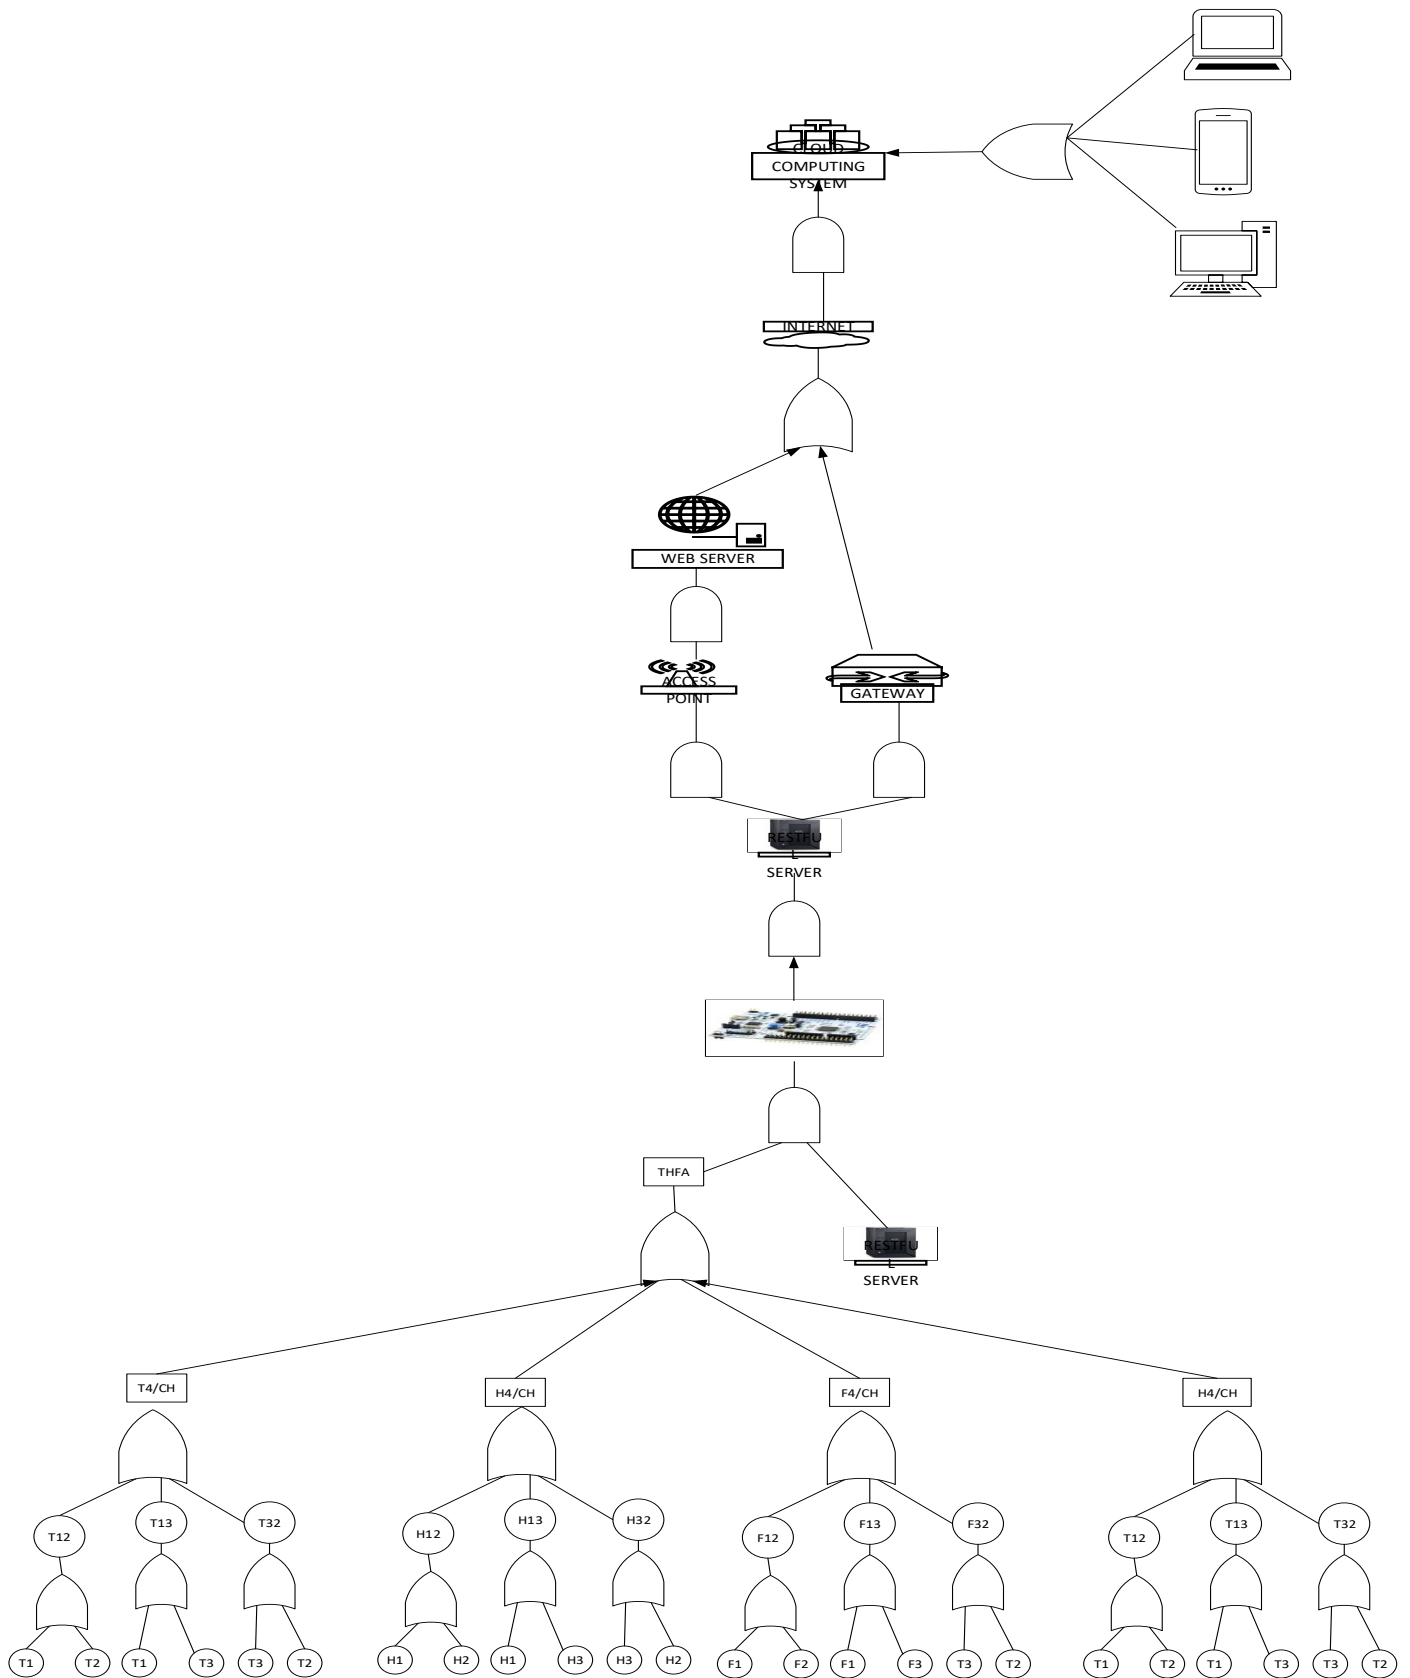 CLOUD
COMPUTING
SYSTEM
INTERNET
WEB SERVER
ACCESS
POINT
GATEWAY
RESTFU
L
SERVER
THFA
RESTFU
L
SERVER
T4/CH
H4/CH
F4/CH
H4/CH
T12
T13
T32
H12
H13
H32
F12
F13
F32
T12
T13
T32
T1
T2
T1
T3
T3
T2
H1
H2
H1
H3
H3
H2
F1
F2
F1
F3
T3
T2
T1
T2
T1
T3
T3
T2